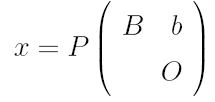 x = P ( B b
O )